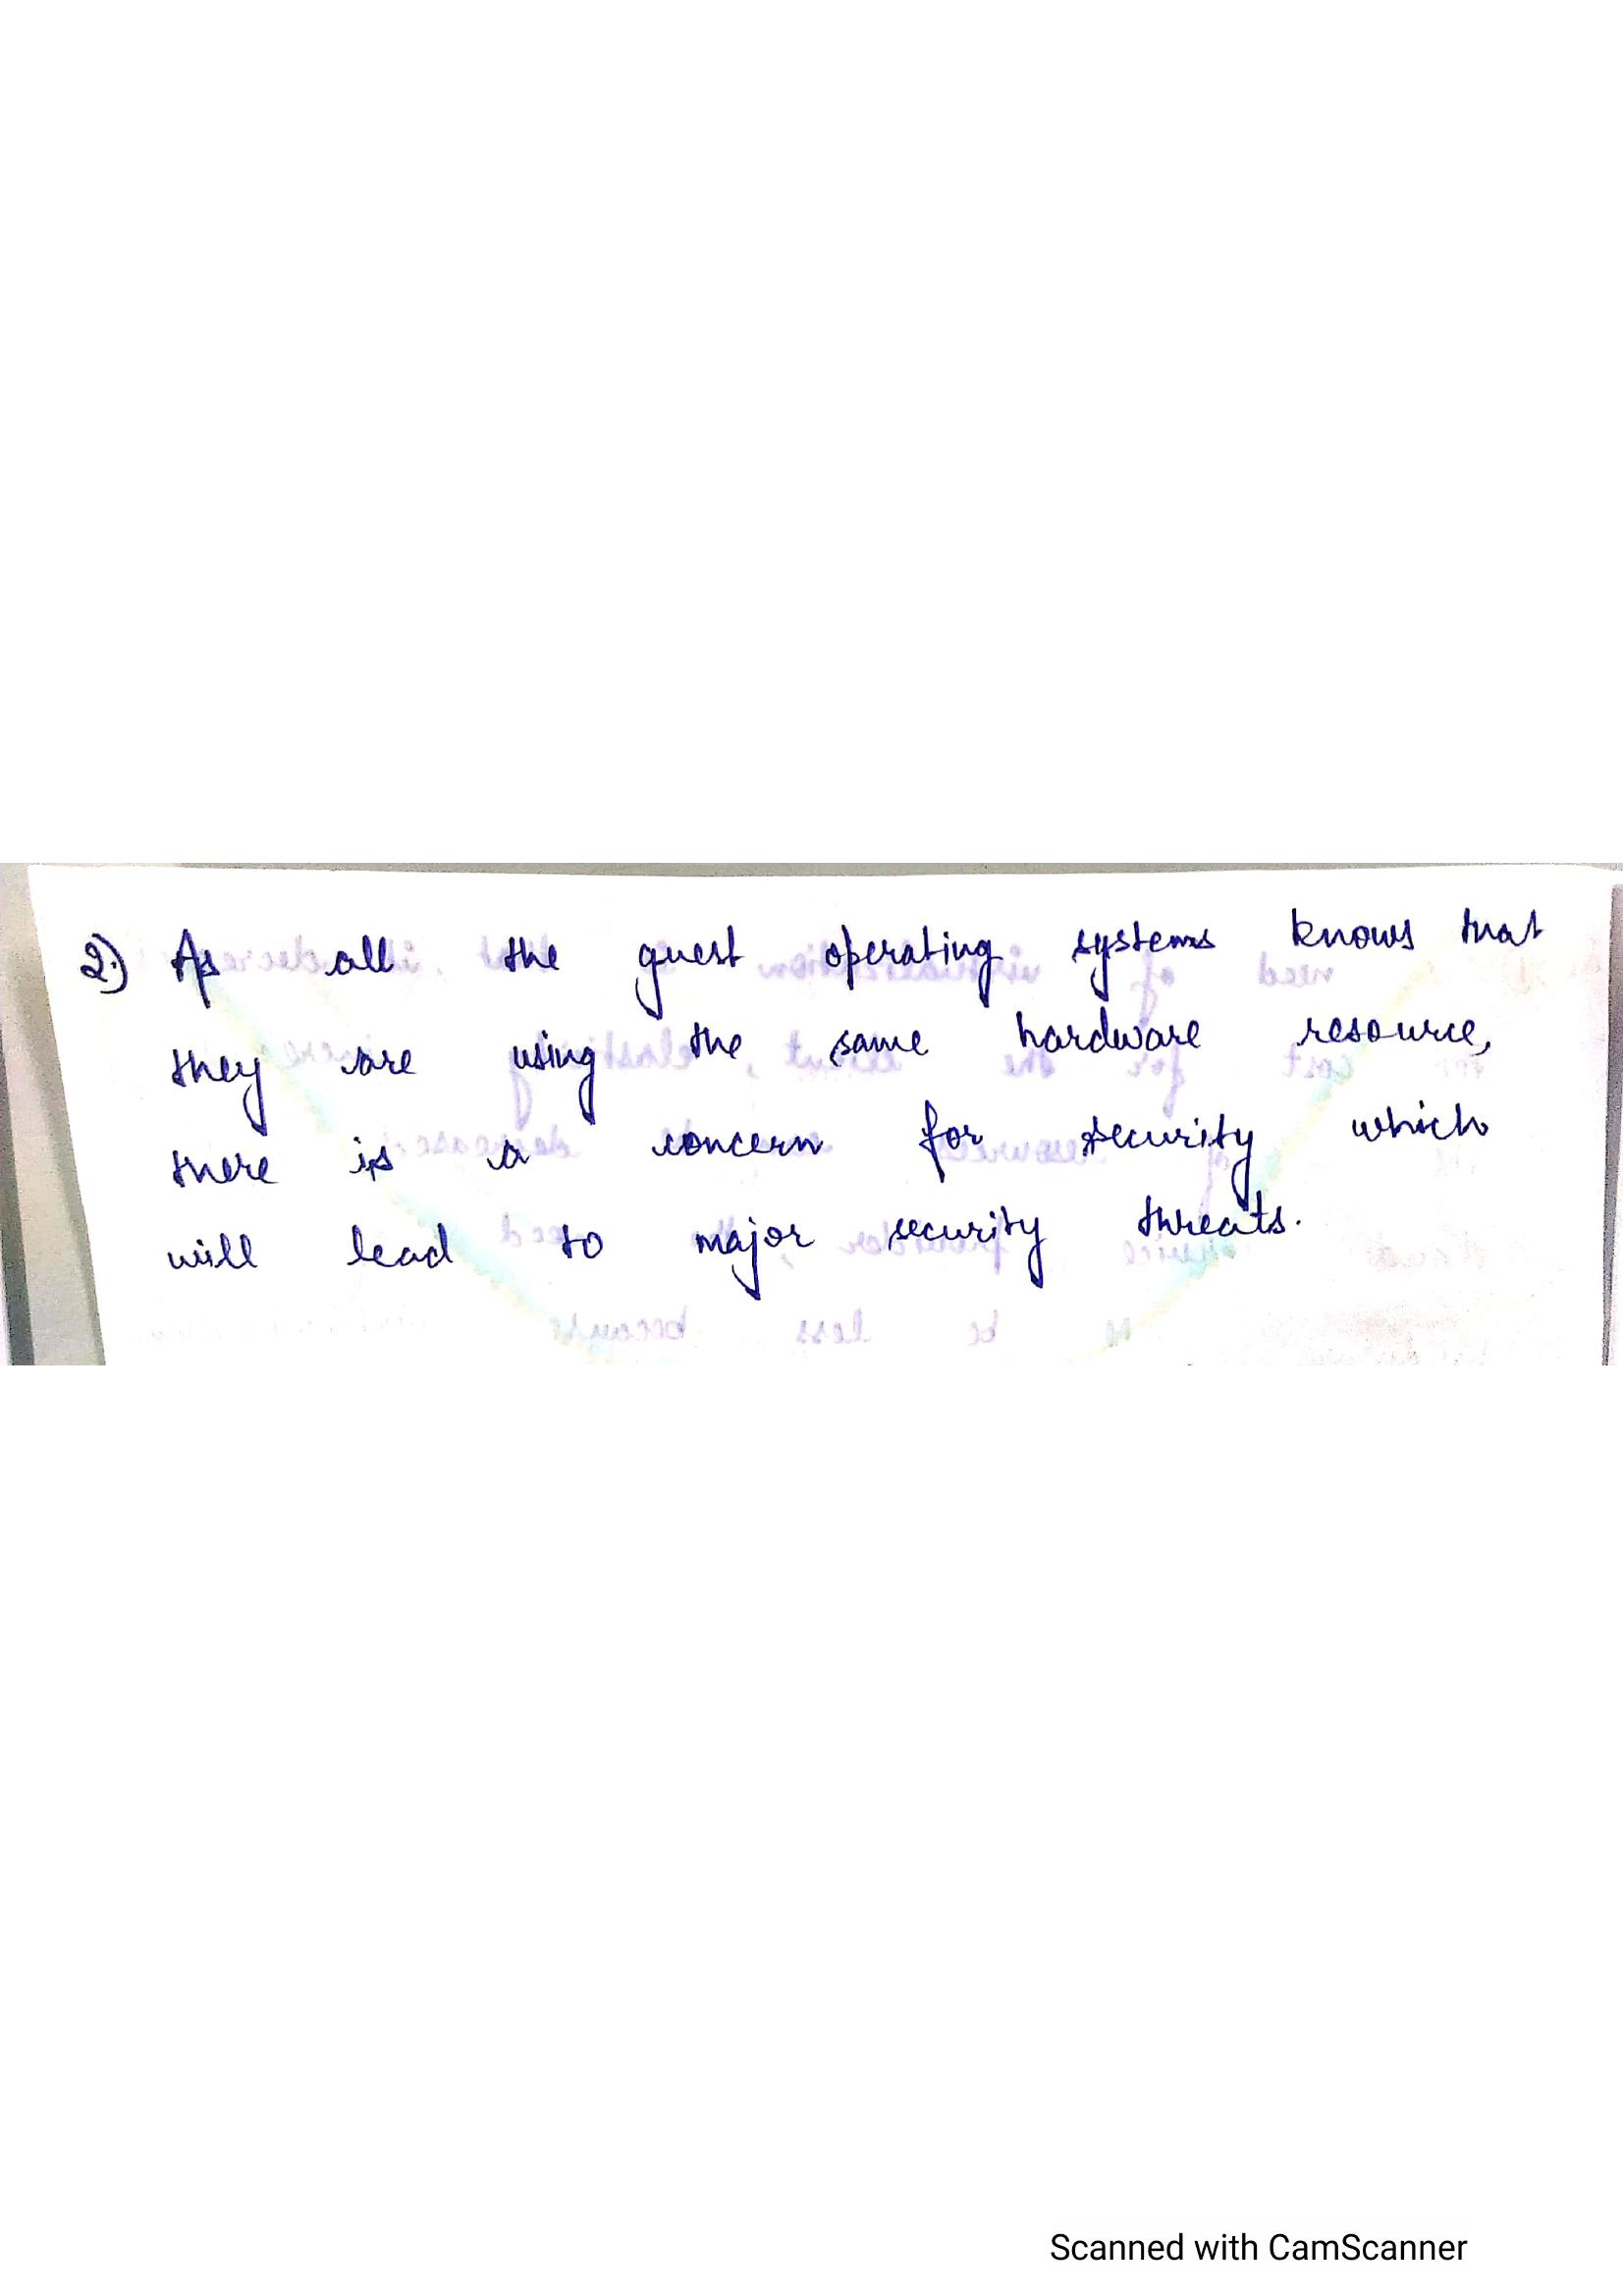 2.) As all the guest operating systems knows that
they are using the same hardware resource,
there is a concern for security which
will lead to major security threats.
Scanned with CamScanner